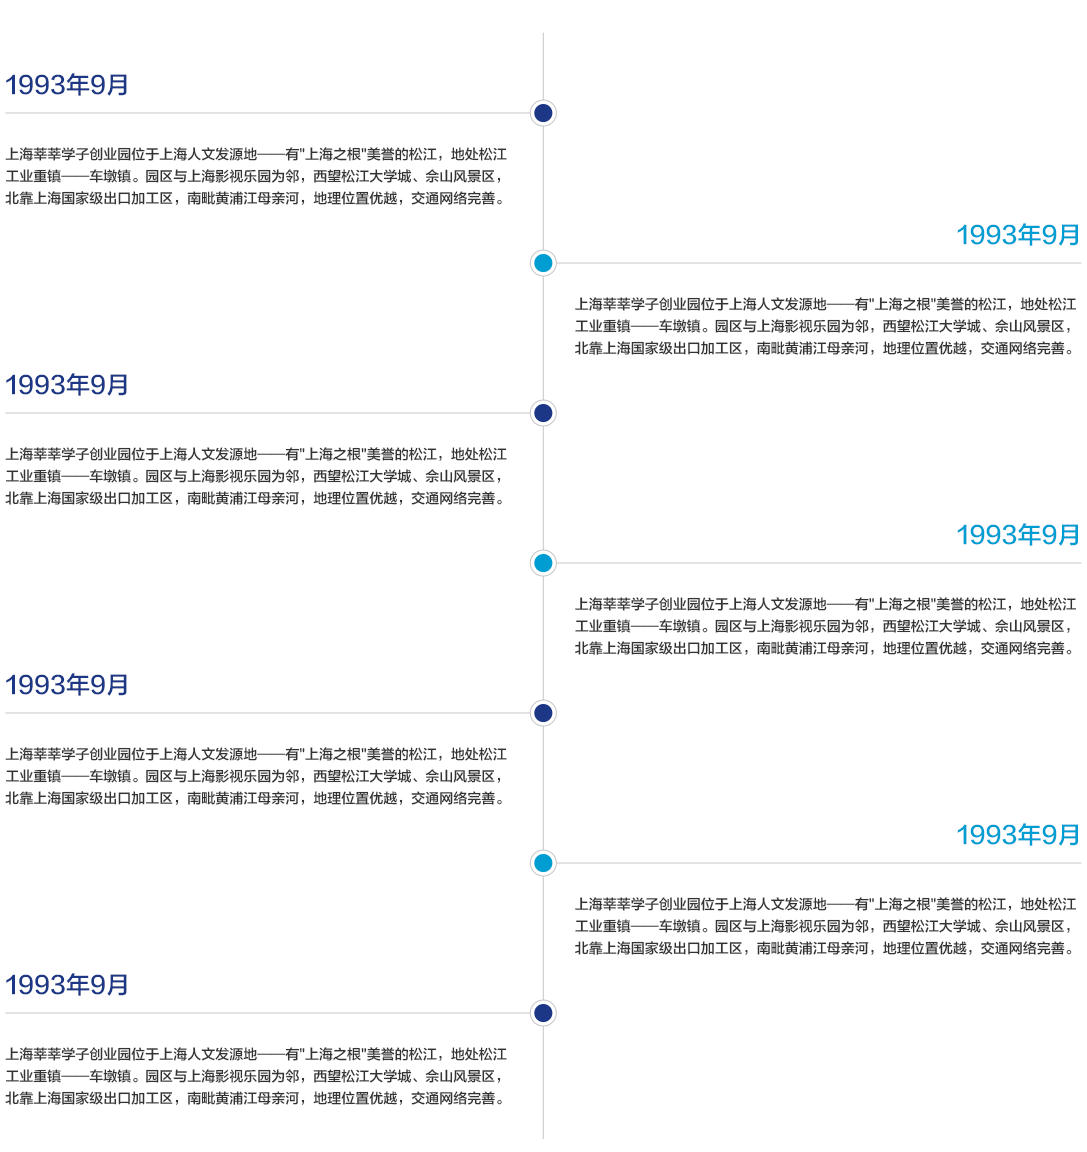 1993年9月
上海莘莘学子创业园位于上海人文发源地——有"上海之根"美誉的松江，地处松江
工业重镇——车墩镇。园区与上海影视乐园为邻，西望松江大学城、佘山风景区，
北靠上海国家级出口加工区，南毗黄浦江母亲河，地理位置优越，交通网络完善。
1993年9月
上海莘莘学子创业园位于上海人文发源地——有"上海之根"美誉的松江，地处松江
工业重镇——车墩镇。园区与上海影视乐园为邻，西望松江大学城、佘山风景区，
北靠上海国家级出口加工区，南毗黄浦江母亲河，地理位置优越，交通网络完善。
1993年9月
上海莘莘学子创业园位于上海人文发源地——有"上海之根"美誉的松江，地处松江
工业重镇——车墩镇。园区与上海影视乐园为邻，西望松江大学城、佘山风景区，
北靠上海国家级出口加工区，南毗黄浦江母亲河，地理位置优越，交通网络完善。
1993年9月
上海莘莘学子创业园位于上海人文发源地——有"上海之根"美誉的松江，地处松江
工业重镇——车墩镇。园区与上海影视乐园为邻，西望松江大学城、佘山风景区，
北靠上海国家级出口加工区，南毗黄浦江母亲河，地理位置优越，交通网络完善。
1993年9月
上海莘莘学子创业园位于上海人文发源地——有"上海之根"美誉的松江，地处松江
工业重镇——车墩镇。园区与上海影视乐园为邻，西望松江大学城、佘山风景区，
北靠上海国家级出口加工区，南毗黄浦江母亲河，地理位置优越，交通网络完善。
1993年9月
上海莘莘学子创业园位于上海人文发源地——有"上海之根"美誉的松江，地处松江
工业重镇——车墩镇。园区与上海影视乐园为邻，西望松江大学城、佘山风景区，
北靠上海国家级出口加工区，南毗黄浦江母亲河，地理位置优越，交通网络完善。
1993年9月
上海莘莘学子创业园位于上海人文发源地——有"上海之根"美誉的松江，地处松江
工业重镇——车墩镇。园区与上海影视乐园为邻，西望松江大学城、佘山风景区，
北靠上海国家级出口加工区，南毗黄浦江母亲河，地理位置优越，交通网络完善。